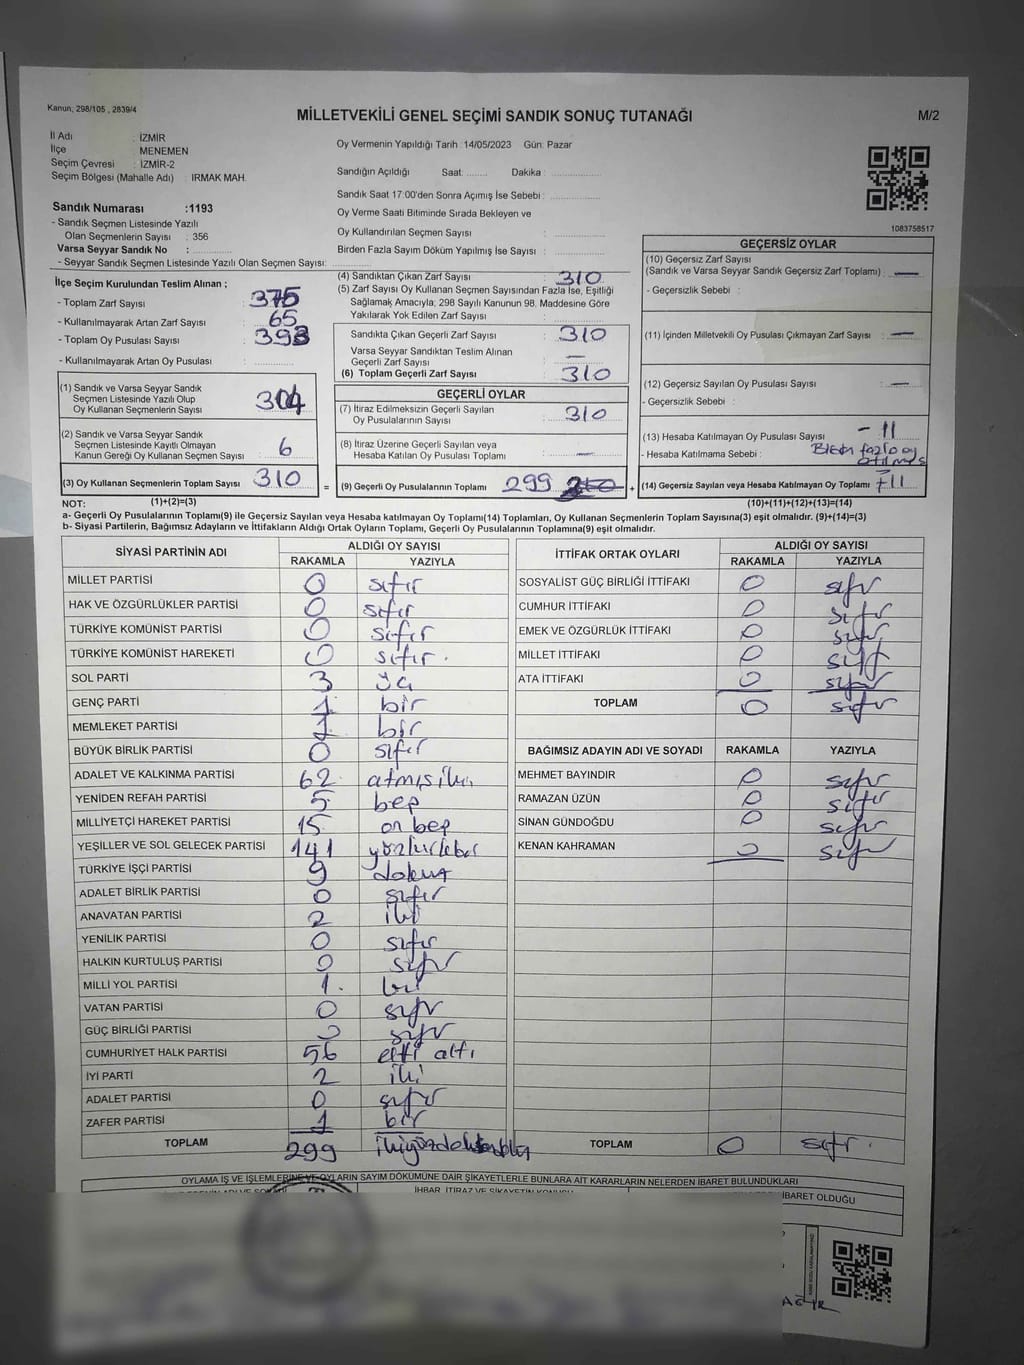 Kanun, 298/105 , 2839/4
MİLLETVEKİLİ GENEL SEÇİMİ SANDIK SONUÇ TUTANAĞI
M/2
İl Adı : İZMİR
İlçe : MENEMEN
Seçim Çevresi : İZMİR-2
Seçim Bölgesi (Mahalle Adı) : IRMAK MAH.
Sandık Numarası :1193
- Sandık Seçmen Listesinde Yazılı
Olan Seçmenlerin Sayısı : 356
Varsa Seyyar Sandık No :
- Seyyar Sandık Seçmen Listesinde Yazılı Olan Seçmen Sayısı:
Oy Vermenin Yapıldığı Tarih :14/05/2023 Gün: Pazar
Sandığın Açıldığı Saat: Dakika :
Sandık Saat 17:00'den Sonra Açımış İse Sebebi :
Oy Verme Saati Bitiminde Sırada Bekleyen ve
Oy Kullandırılan Seçmen Sayısı :
Birden Fazla Sayım Döküm Yapılmış İse Sayısı :
1083758517
İlçe Seçim Kurulundan Teslim Alınan ;
- Toplam Zarf Sayısı : 375
- Kullanılmayarak Artan Zarf Sayısı : 65
- Toplam Oy Pusulası Sayısı : 393
- Kullanılmayarak Artan Oy Pusulası :
(1) Sandık ve Varsa Seyyar Sandık
Seçmen Listesinde Yazılı Olup
Oy Kullanan Seçmenlerin Sayısı : 304
(2) Sandık ve Varsa Seyyar Sandık
Seçmen Listesinde Kayıtlı Olmayan
Kanun Gereği Oy Kullanan Seçmen Sayısı : 6
(3) Oy Kullanan Seçmenlerin Toplam Sayısı : 310
(4) Sandıktan Çıkan Zarf Sayısı : 310
(5) Zarf Sayısı Oy Kullanan Seçmen Sayısından Fazla İse, Eşitliği
Sağlamak Amacıyla; 298 Sayılı Kanunun 98. Maddesine Göre
Yakılarak Yok Edilen Zarf Sayısı :
Sandıkta Çıkan Geçerli Zarf Sayısı : 310
Varsa Seyyar Sandıktan Teslim Alınan
Geçerli Zarf Sayısı : –
(6) Toplam Geçerli Zarf Sayısı : 310
GEÇERLİ OYLAR
(7) İtiraz Edilmeksizin Geçerli Sayılan
Oy Pusulalarının Sayısı : 310
(8) İtiraz Üzerine Geçerli Sayılan veya
Hesaba Katılan Oy Pusulası Toplamı : –
= (9) Geçerli Oy Pusulalarının Toplamı : 299
GEÇERSİZ OYLAR
(10) Geçersiz Zarf Sayısı
(Sandık ve Varsa Seyyar Sandık Geçersiz Zarf Toplamı) : –
- Geçersizlik Sebebi :
(11) İçinden Milletvekili Oy Pusulası Çıkmayan Zarf Sayısı : –
(12) Geçersiz Sayılan Oy Pusulası Sayısı : –
- Geçersizlik Sebebi :
(13) Hesaba Katılmayan Oy Pusulası Sayısı : – 11
- Hesaba Katılmama Sebebi : fazla oy
+ (14) Geçersiz Sayılan veya Hesaba Katılmayan Oy Toplamı : 11
NOT: (1)+(2)=(3) (10)+(11)+(12)+(13)=(14)
a- Geçerli Oy Pusulalarının Toplamı(9) ile Geçersiz Sayılan veya Hesaba katılmayan Oy Toplamı(14) Toplamları, Oy Kullanan Seçmenlerin Toplam Sayısına(3) eşit olmalıdır. (9)+(14)=(3)
b- Siyasi Partilerin, Bağımsız Adayların ve İttifakların Aldığı Ortak Oyların Toplamı, Geçerli Oy Pusulalarının Toplamına(9) eşit olmalıdır.
SİYASİ PARTİNİN ADI ALDIĞI OY SAYISI
RAKAMLA YAZIYLA
MİLLET PARTİSİ 0 sıfır
HAK VE ÖZGÜRLÜKLER PARTİSİ 0 sıfır
TÜRKİYE KOMÜNİST PARTİSİ 0 sıfır
TÜRKİYE KOMÜNİST HAREKETİ 0 sıfır.
SOL PARTİ 3 üç
GENÇ PARTİ 1 bir
MEMLEKET PARTİSİ 1 bir
BÜYÜK BİRLİK PARTİSİ 0 sıfır
ADALET VE KALKINMA PARTİSİ 62 atmışiki
YENİDEN REFAH PARTİSİ 5 beş
MİLLİYETÇİ HAREKET PARTİSİ 15 on beş
YEŞİLLER VE SOL GELECEK PARTİSİ 141 yüzkırkbir
TÜRKİYE İŞÇİ PARTİSİ 9 dokuz
ADALET BİRLİK PARTİSİ 0 sıfır
ANAVATAN PARTİSİ 2 iki
YENİLİK PARTİSİ 0 sıfır
HALKIN KURTULUŞ PARTİSİ 0 sıfır
MİLLİ YOL PARTİSİ 1. bir
VATAN PARTİSİ 0 sıfır
GÜÇ BİRLİĞİ PARTİSİ 0 sıfır
CUMHURİYET HALK PARTİSİ 56 elli altı
İYİ PARTİ 2 iki
ADALET PARTİSİ 0 sıfır
ZAFER PARTİSİ 1 bir
TOPLAM 299
İTTİFAK ORTAK OYLARI ALDIĞI OY SAYISI
RAKAMLA YAZIYLA
SOSYALİST GÜÇ BİRLİĞİ İTTİFAKI 0 sıfır
CUMHUR İTTİFAKI 0 sıfır
EMEK VE ÖZGÜRLÜK İTTİFAKI 0 sıfır
MİLLET İTTİFAKI 0 sıfır
ATA İTTİFAKI 0 sıfır
TOPLAM 0 sıfır
BAĞIMSIZ ADAYIN ADI VE SOYADI RAKAMLA YAZIYLA
MEHMET BAYINDIR 0 sıfır
RAMAZAN ÜZÜN 0 sıfır
SİNAN GÜNDOĞDU 0 sıfır
KENAN KAHRAMAN 0 sıfır
TOPLAM 0 sıfır.
OYLAMA İŞ VE İŞLEMLERİNE VE OYLARIN SAYIM DÖKÜMÜNE DAİR ŞİKAYETLERLE BUNLARA AİT KARARLARIN NELERDEN İBARET BULUNDUKLARI
İHBAR, İTİRAZ VE ŞİKAYETİN KONUSU
İBARET OLDUĞU